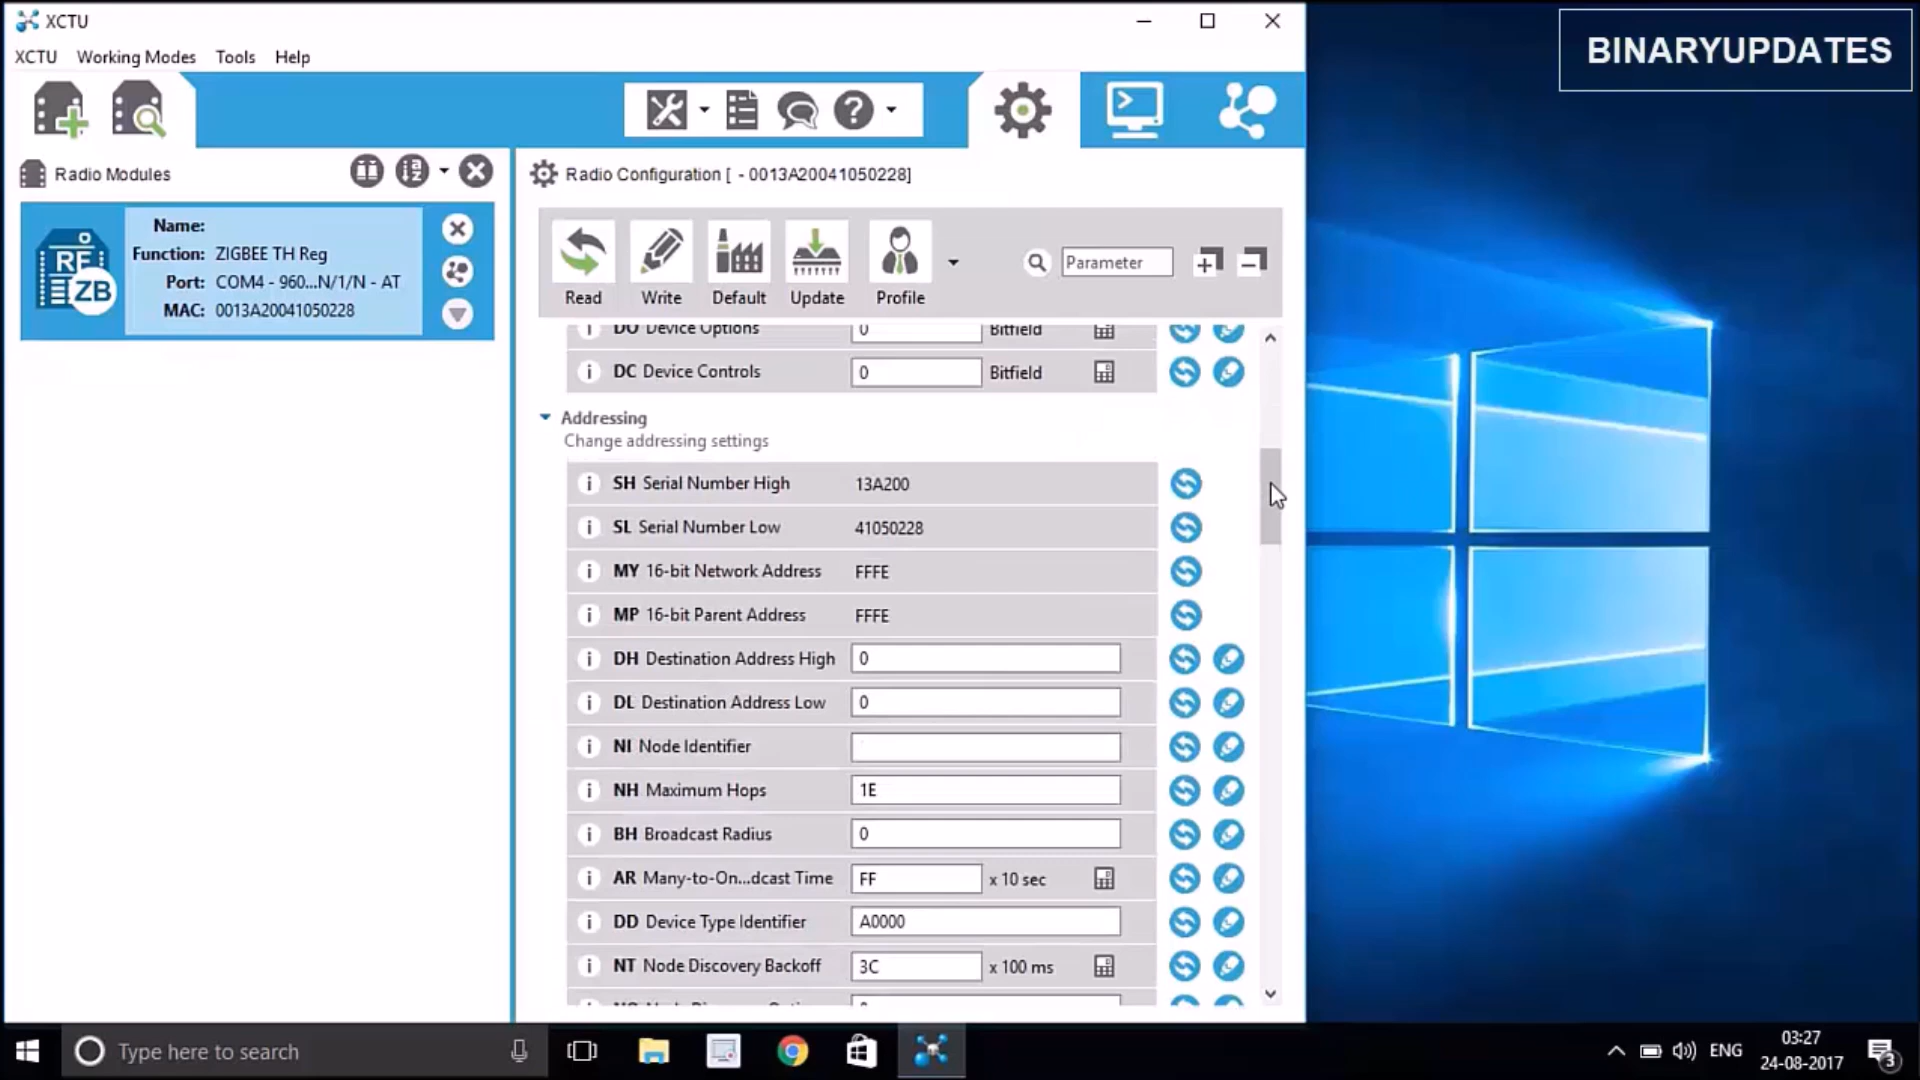 XCTU
BINARYUPDATES
XCTU Working Modes Tools Help
Radio Modules
Radio Configuration [ - 0013A20041050228]
Name:
Function: ZIGBEE TH Reg
Port: COM4 - 960...N/1/N - AT
MAC: 0013A20041050228
RF
ZB
Read Write Default Update Profile
Parameter
DO Device Options 0 Bitfield
DC Device Controls 0 Bitfield
Addressing
Change addressing settings
SH Serial Number High 13A200
SL Serial Number Low 41050228
MY 16-bit Network Address FFFE
MP 16-bit Parent Address FFFE
DH Destination Address High 0
DL Destination Address Low 0
NI Node Identifier
NH Maximum Hops 1E
BH Broadcast Radius 0
AR Many-to-On...dcast Time FF x 10 sec
DD Device Type Identifier A0000
NT Node Discovery Backoff 3C x 100 ms
Type here to search
ENG
03:27
24-08-2017
3